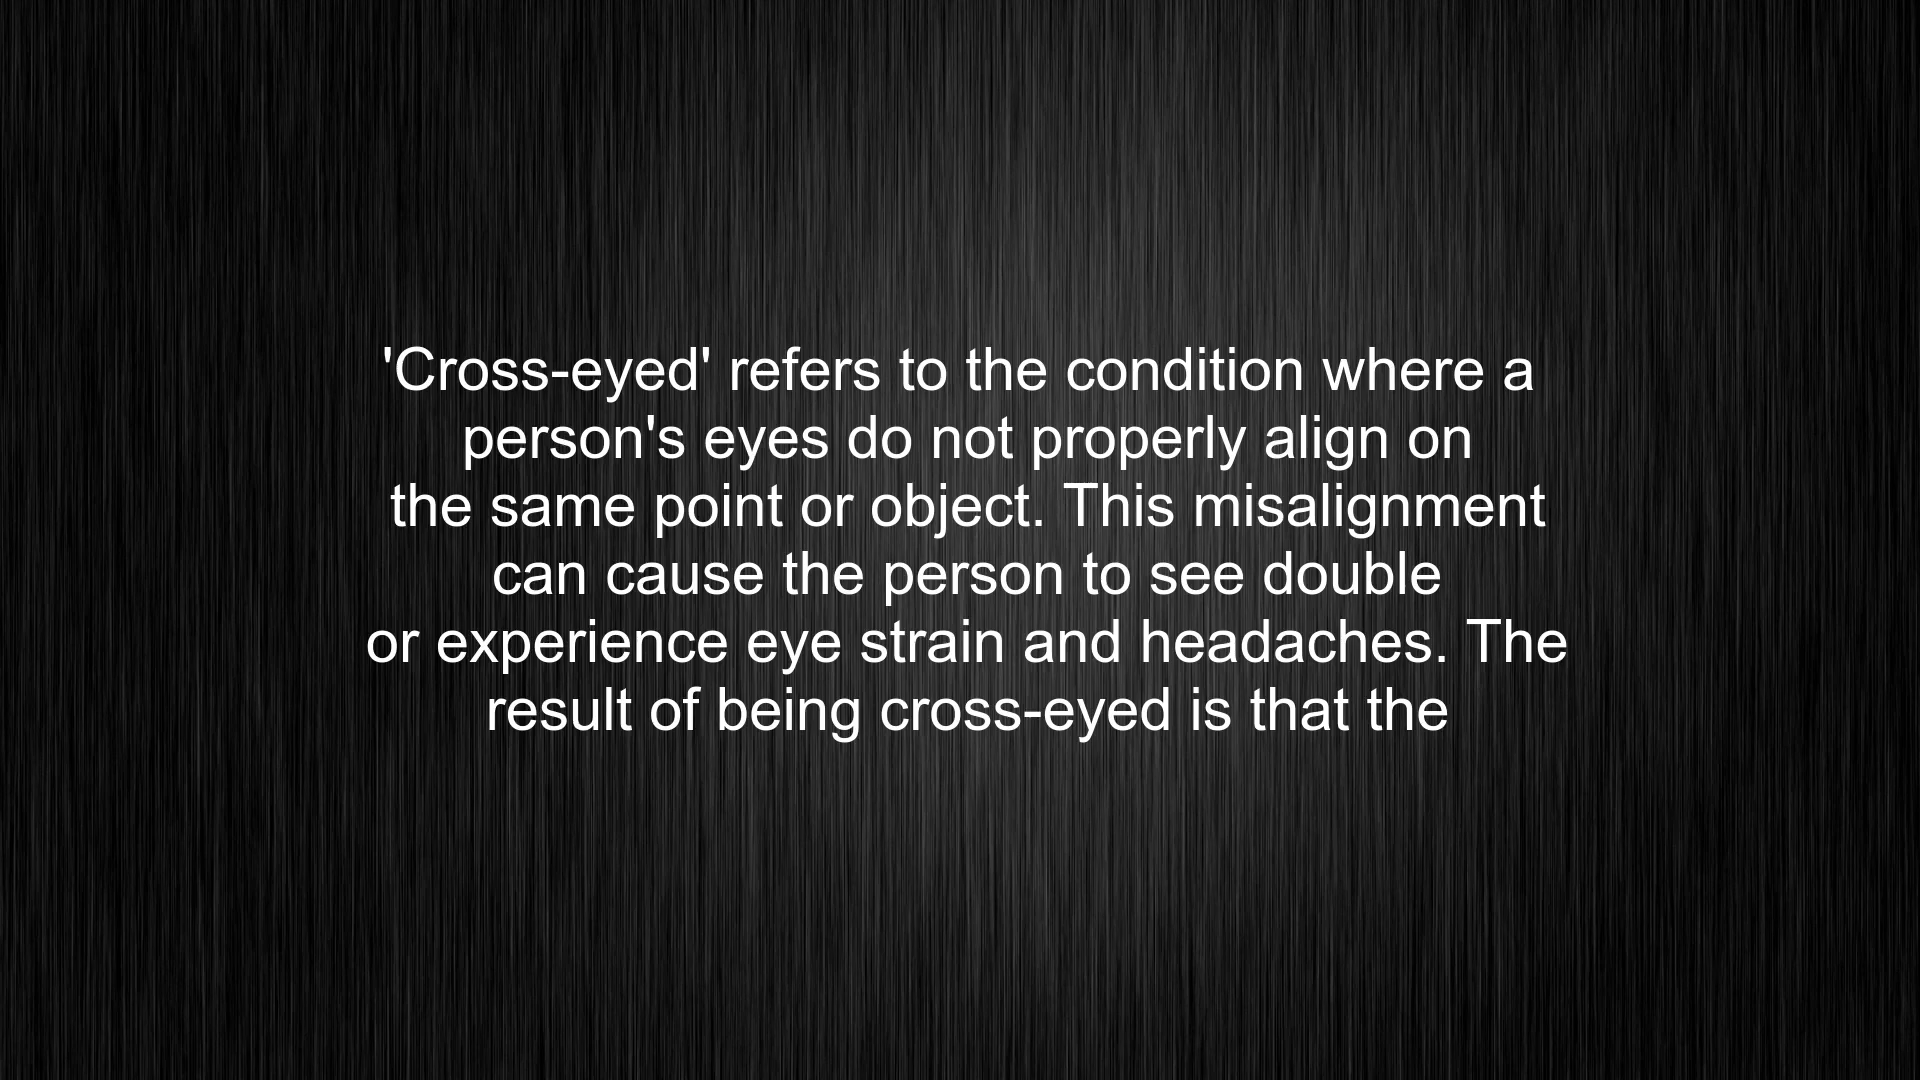 'Cross-eyed' refers to the condition where a
person's eyes do not properly align on
the same point or object. This misalignment
can cause the person to see double
or experience eye strain and headaches. The
result of being cross-eyed is that the